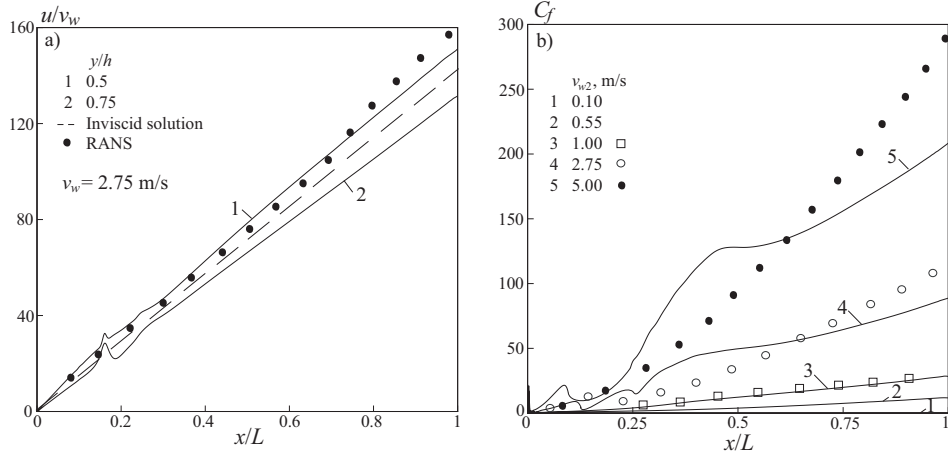 u/v_w
160
a)
y/h
1 0.5
2 0.75
-- Inviscid solution
● RANS
v_w = 2.75 m/s
120
80
40
0
1
2
0 0.2 0.4 0.6 0.8 1
x/L
C_f
300
b)
v_w2, m/s
1 0.10
2 0.55
3 1.00 □
4 2.75 ○
5 5.00 ●
250
200
150
100
50
0
5
4
3
2
1
0 0.25 0.5 0.75 1
x/L